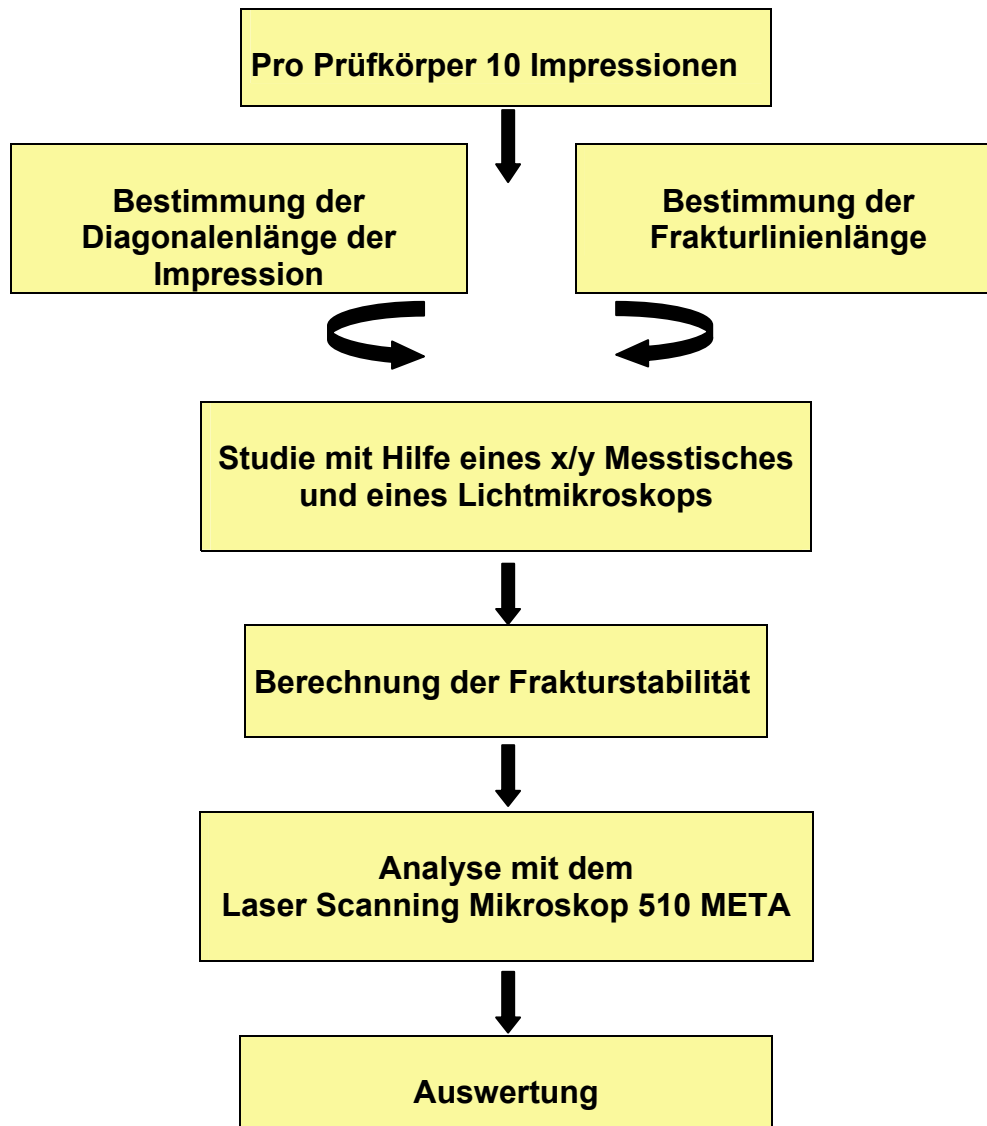 Pro Prüfkörper 10 Impressionen
Bestimmung der
Diagonalenlänge der
Impression
Bestimmung der
Frakturlinienlänge
Studie mit Hilfe eines x/y Messtisches
und eines Lichtmikroskops
Berechnung der Frakturstabilität
Analyse mit dem
Laser Scanning Mikroskop 510 META
Auswertung